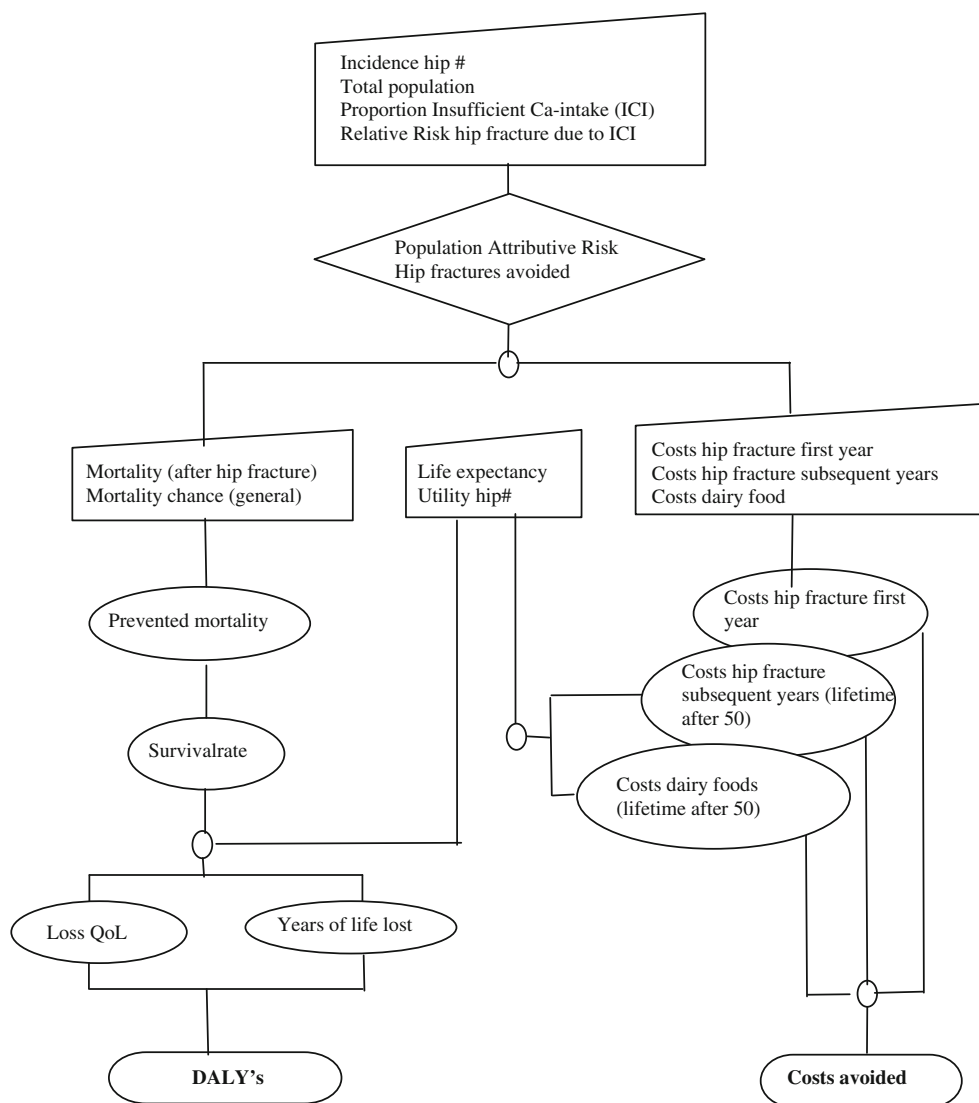 Incidence hip #
Total population
Proportion Insufficient Ca-intake (ICI)
Relative Risk hip fracture due to ICI
Population Attributive Risk
Hip fractures avoided
Mortality (after hip fracture)
Mortality chance (general)
Life expectancy
Utility hip#
Costs hip fracture first year
Costs hip fracture subsequent years
Costs dairy food
Prevented mortality
Costs hip fracture first
year
Costs hip fracture
subsequent years (lifetime
after 50)
Survivalrate
Costs dairy foods
(lifetime after 50)
Loss QoL
Years of life lost
DALY's
Costs avoided